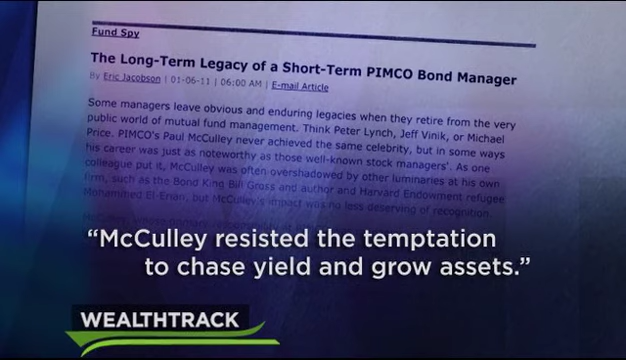 Fund Spy
The Long-Term Legacy of a Short-Term PIMCO Bond Manager
By Eric Jacobson | 01-06-11 | 06:00 AM | E-mail Article
Some managers leave obvious and enduring legacies when they retire from the very
public world of mutual fund management. Think Peter Lynch, Jeff Vinik, or Michael
Price. PIMCO's Paul McCulley never achieved the same celebrity, but in some ways
his career was just as noteworthy as those well-known stock managers'. As one
colleague put it, McCulley was often overshadowed by other luminaries at his own
firm, such as the Bond King Bill Gross and author and Harvard Endowment refugee
Mohammed El-Erian, but McCulley's impact was no less deserving of recognition.
“McCulley resisted the temptation
to chase yield and grow assets.”
WEALTHTRACK